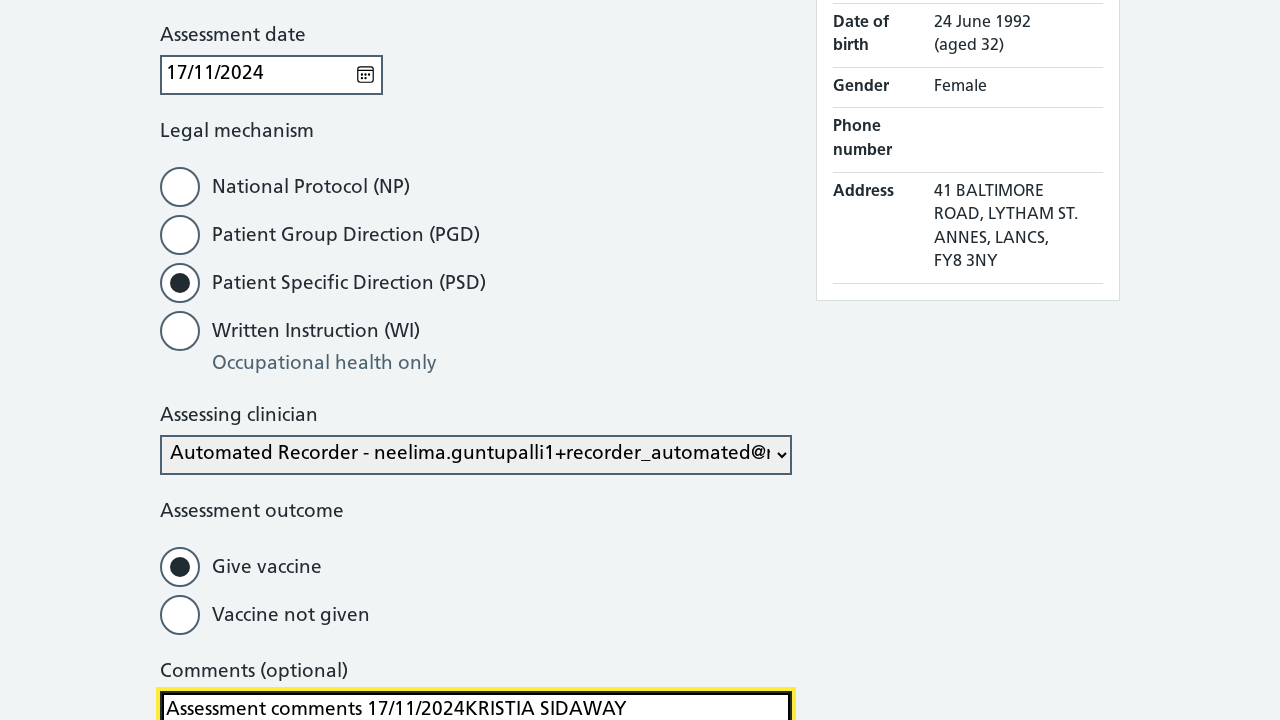 Assessment date
17/11/2024
Legal mechanism
National Protocol (NP)
Patient Group Direction (PGD)
Patient Specific Direction (PSD)
Written Instruction (WI)
Occupational health only
Assessing clinician
Automated Recorder - neelima.guntupalli1+recorder_automated@
Assessment outcome
Give vaccine
Vaccine not given
Comments (optional)
Assessment comments 17/11/2024KRISTIA SIDAWAY
Date of
birth
24 June 1992
(aged 32)
Gender
Female
Phone
number
Address
41 BALTIMORE
ROAD, LYTHAM ST.
ANNES, LANCS,
FY8 3NY